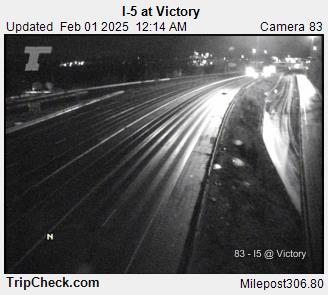 I-5 at Victory
Updated Feb 01 2025 12:14 AM Camera 83
T
N
83 - I5 @ Victory
TripCheck.com Milepost306.80